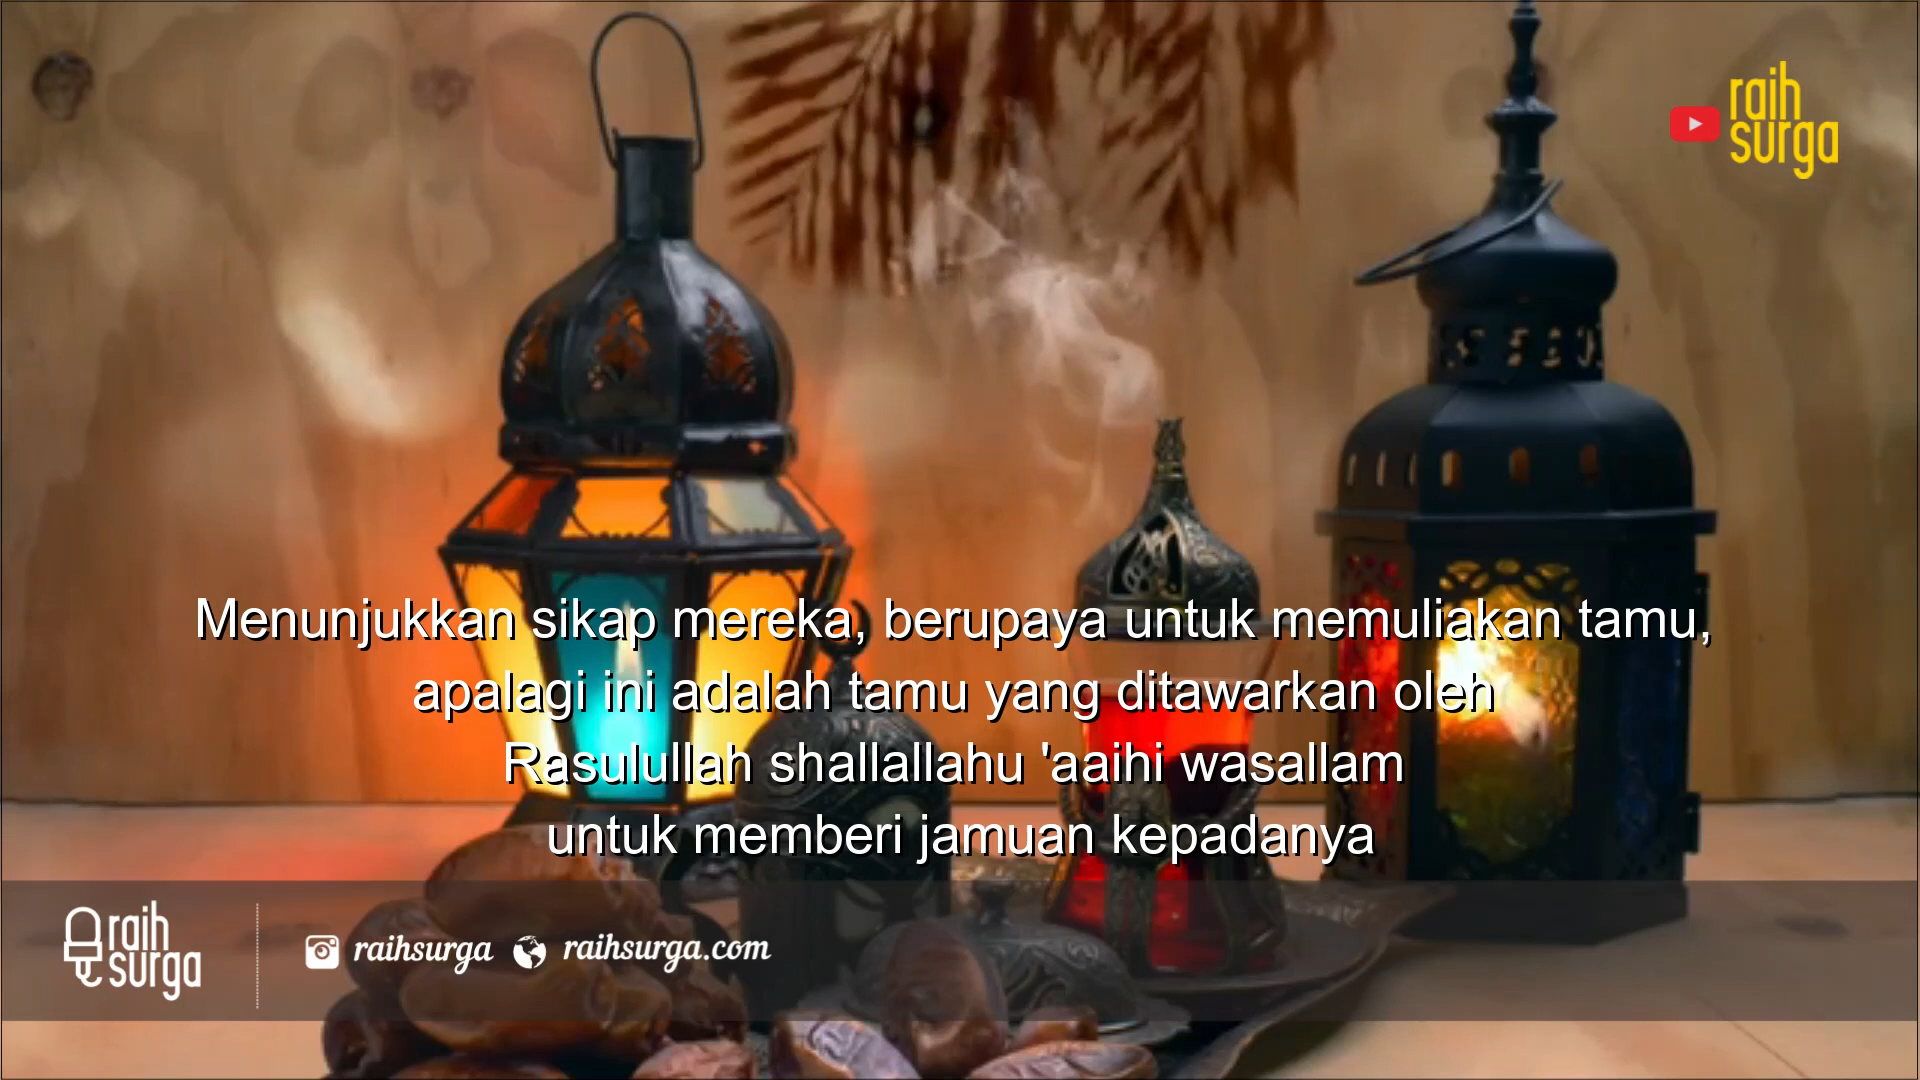 raih
surga
Menunjukkan sikap mereka, berupaya untuk memuliakan tamu,
apalagi ini adalah tamu yang ditawarkan oleh
Rasulullah shallallahu 'aaihi wasallam
untuk memberi jamuan kepadanya
raih
surga
raihsurga
raihsurga.com